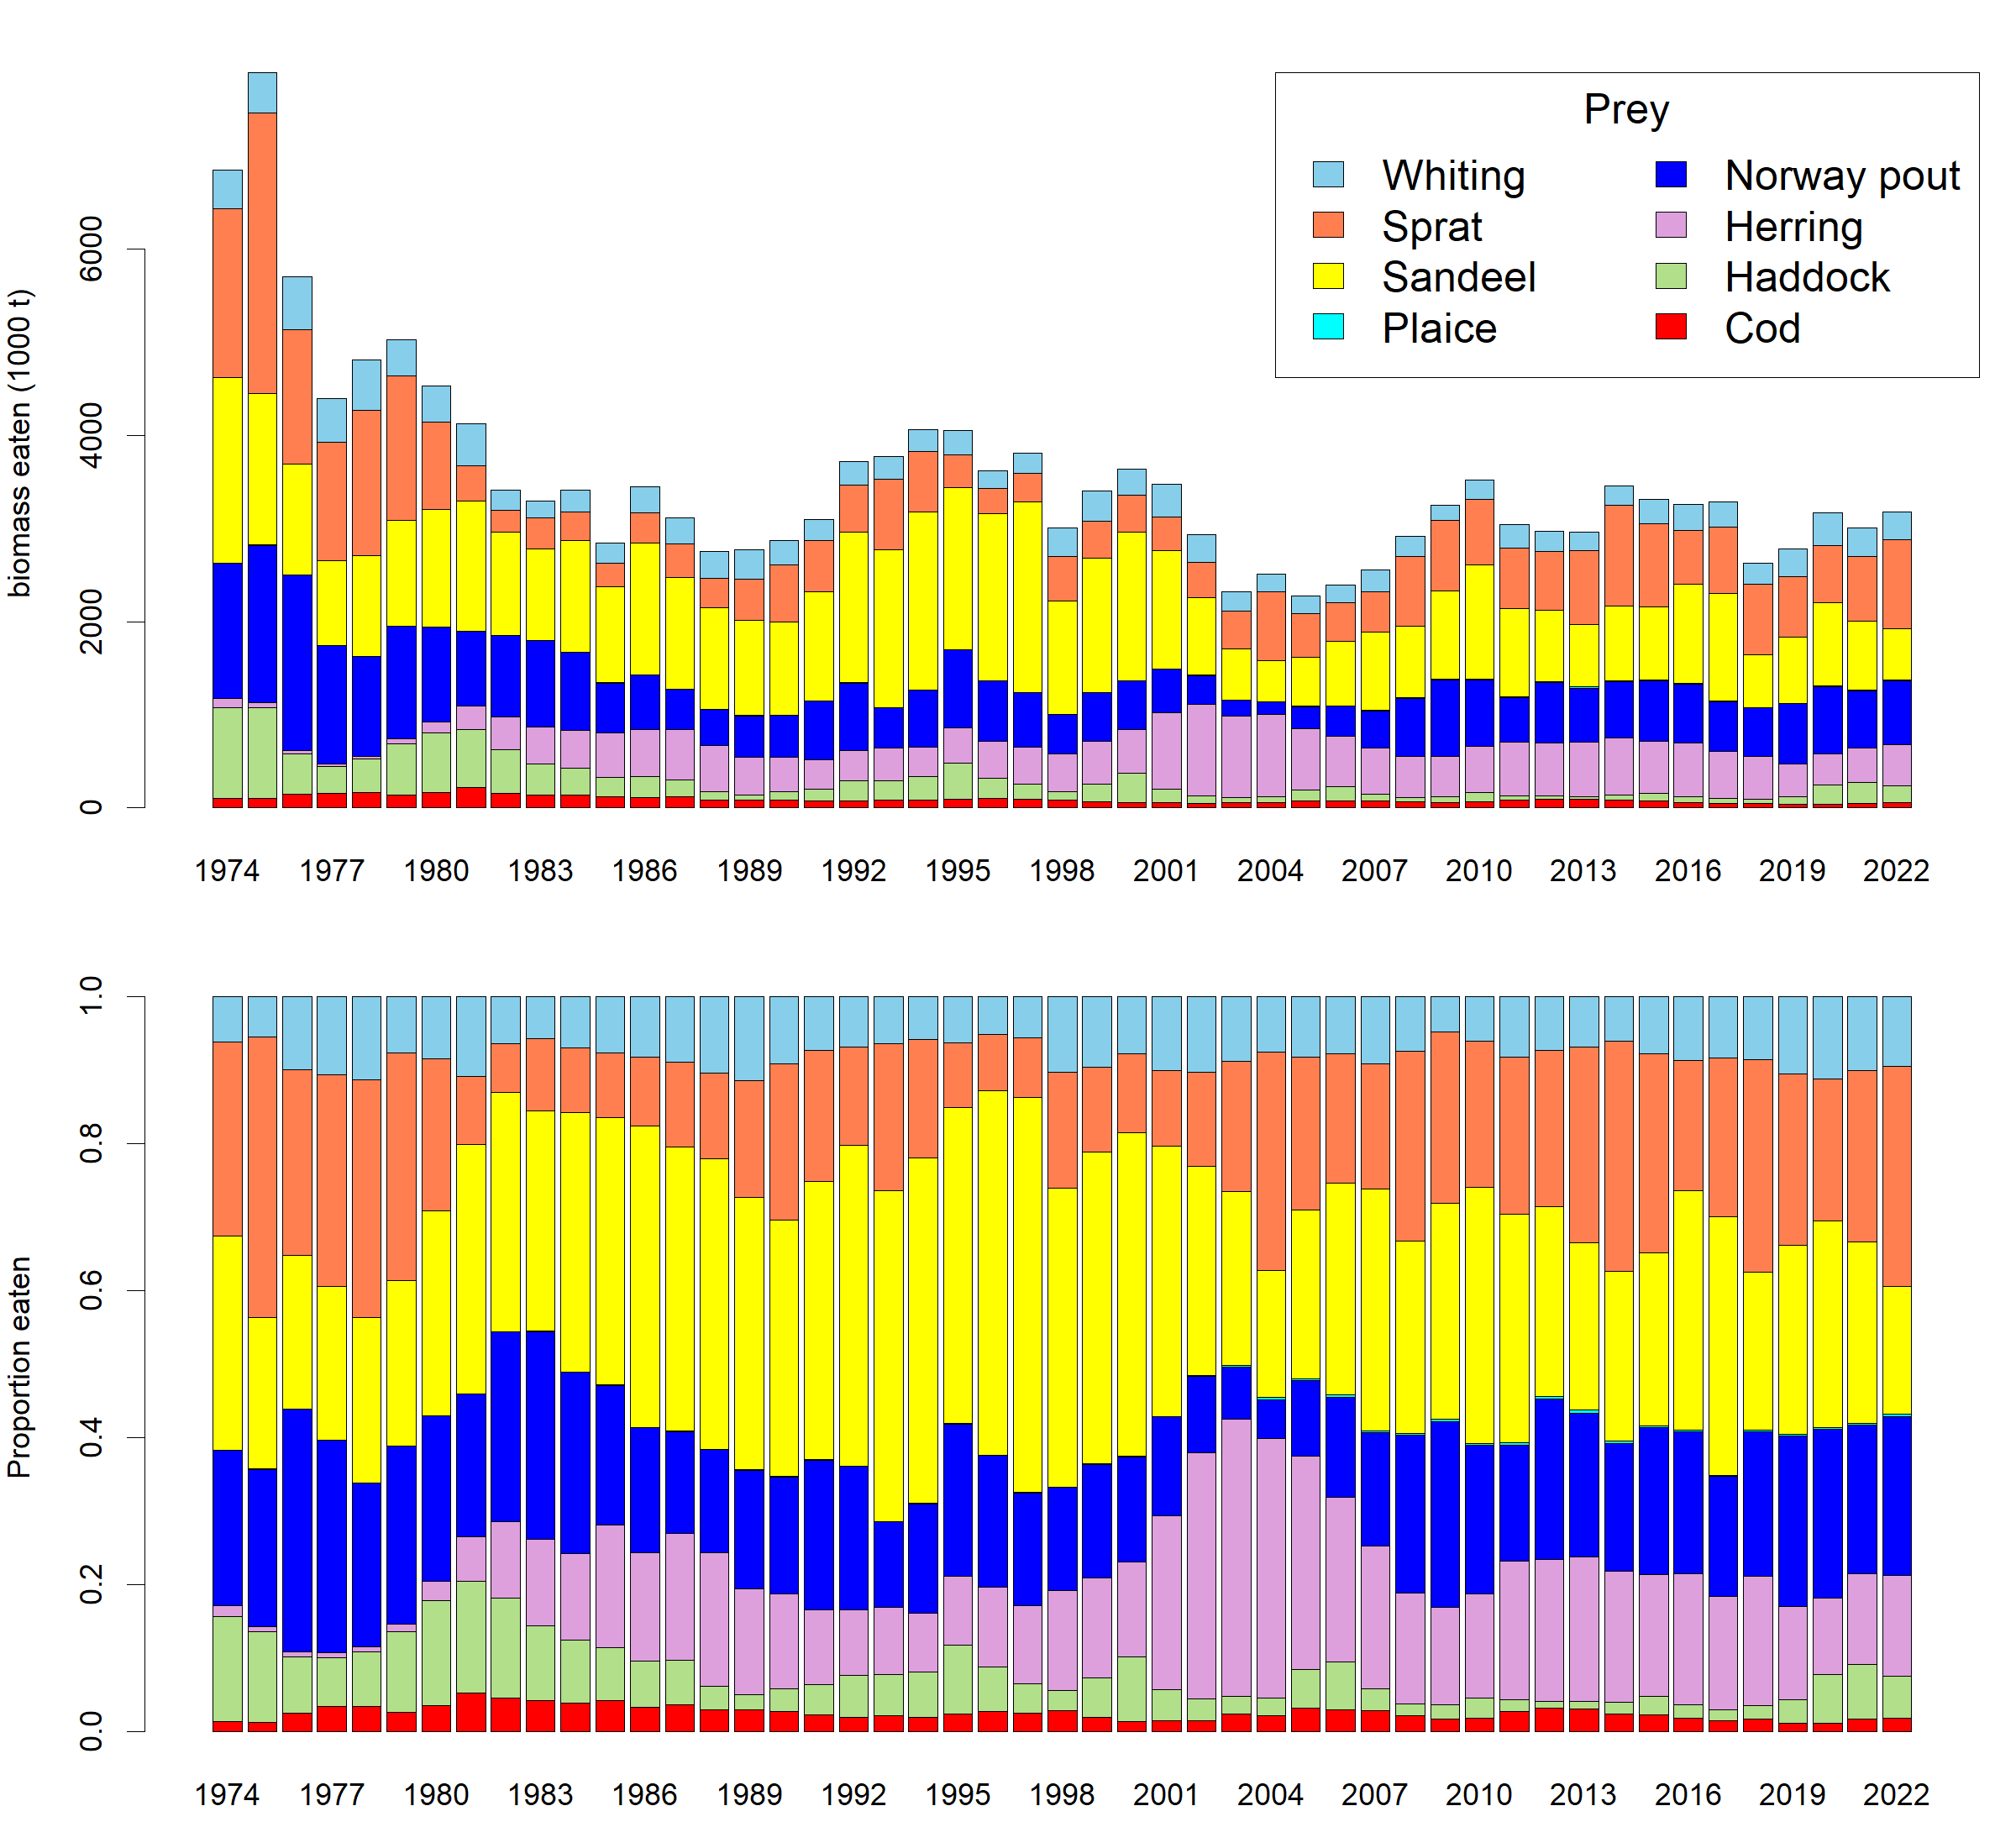 Prey
Whiting Norway pout
Sprat Herring
Sandeel Haddock
Plaice Cod
biomass eaten (1000 t)
6000
4000
2000
0
1974 1977 1980 1983 1986 1989 1992 1995 1998 2001 2004 2007 2010 2013 2016 2019 2022
Proportion eaten
1.0
0.8
0.6
0.4
0.2
0.0
1974 1977 1980 1983 1986 1989 1992 1995 1998 2001 2004 2007 2010 2013 2016 2019 2022